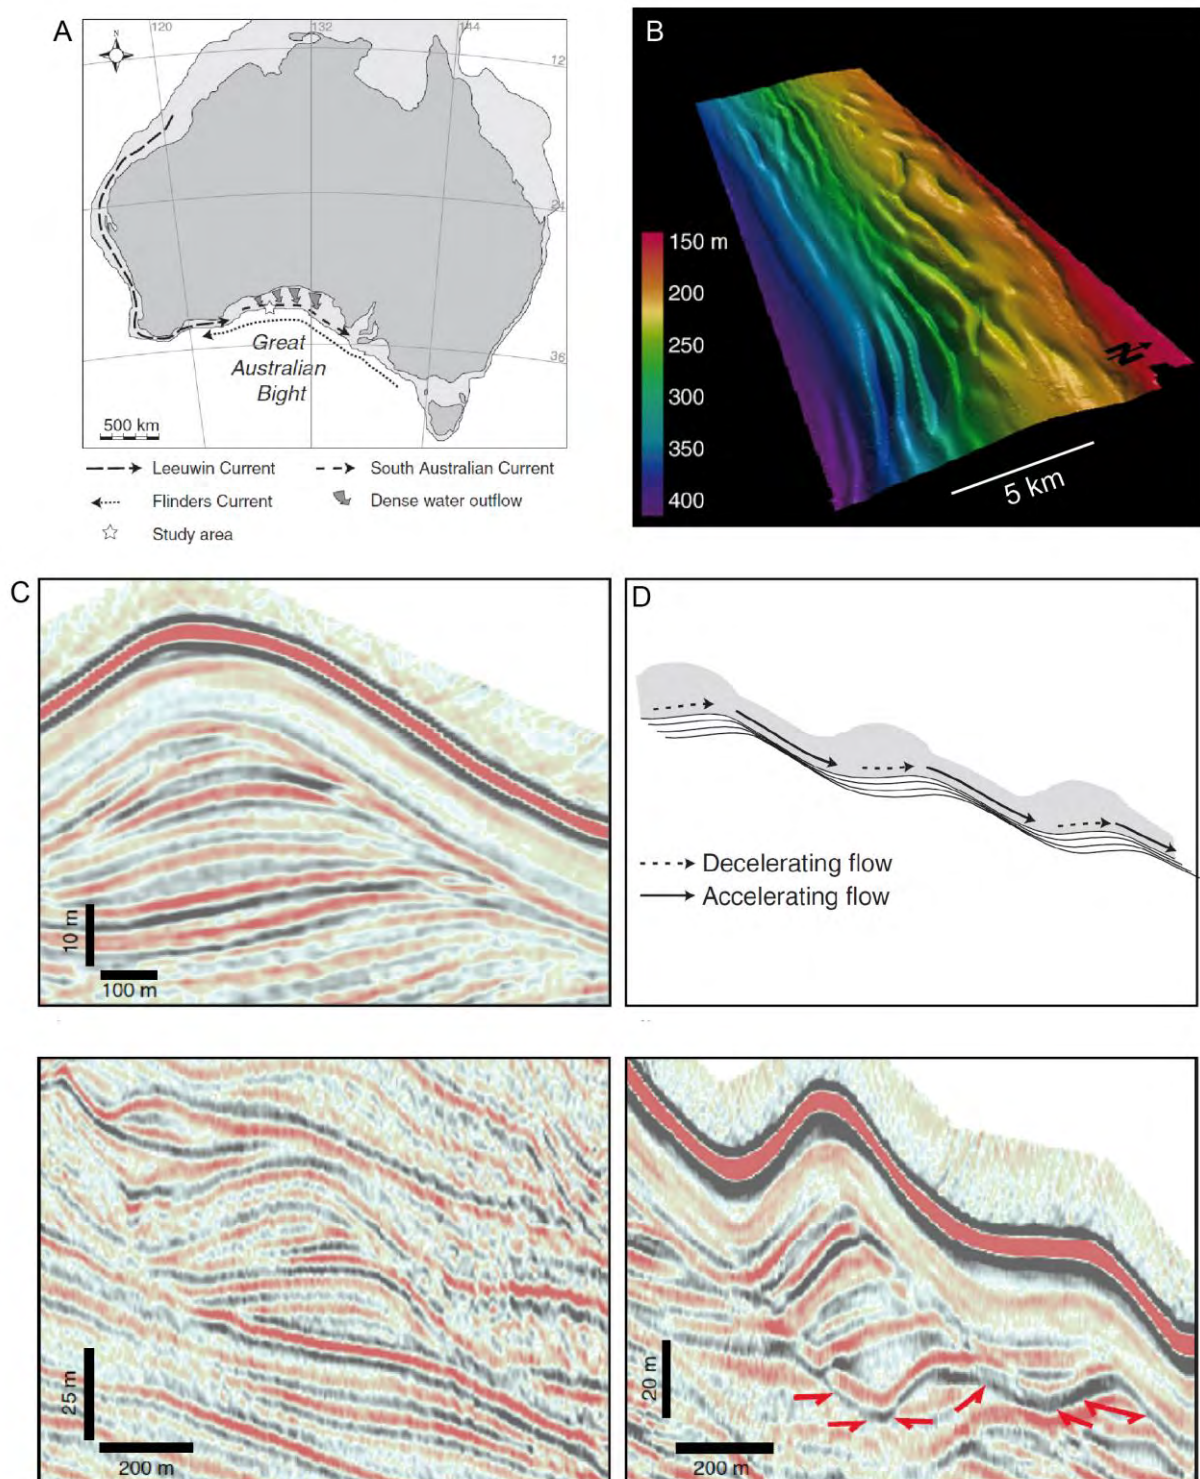 A
N
120
132
144
12
24
36
Great
Australian
Bight
500 km
Leeuwin Current
South Australian Current
Flinders Current
Dense water outflow
Study area
B
150 m
200
250
300
350
400
N
5 km
C
10 m
100 m
D
Decelerating flow
Accelerating flow
25 m
200 m
20 m
200 m